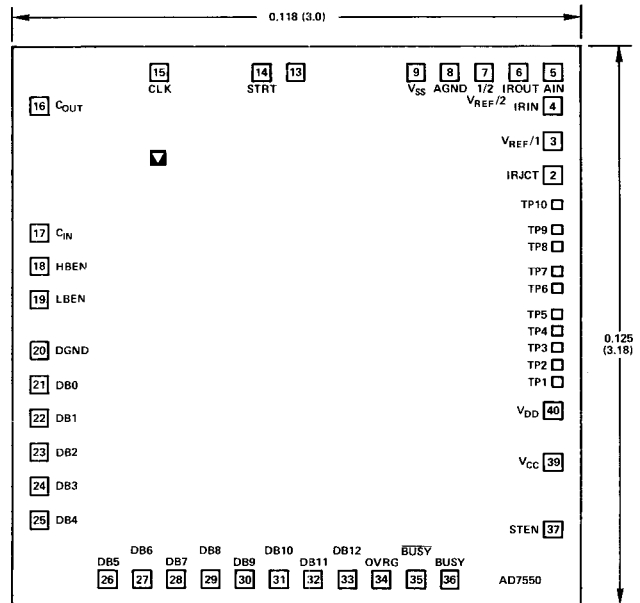 0.118 (3.0)
15 14 13 9 8 7 6 5
CLK STRT VSS AGND 1/2 IROUT AIN
VREF/2
16 COUT IRIN 4
VREF/1 3
IRJCT 2
TP10
17 CIN TP9
TP8
18 HBEN TP7
TP6
19 LBEN
TP5
TP4
0.125
(3.18)
20 DGND TP3
TP2
21 DB0 TP1
22 DB1 VDD 40
23 DB2
VCC 39
24 DB3
25 DB4 STEN 37
DB6 DB8 DB10 DB12 BUSY
DB5 DB7 DB9 DB11 OVRG BUSY
26 27 28 29 30 31 32 33 34 35 36 AD7550